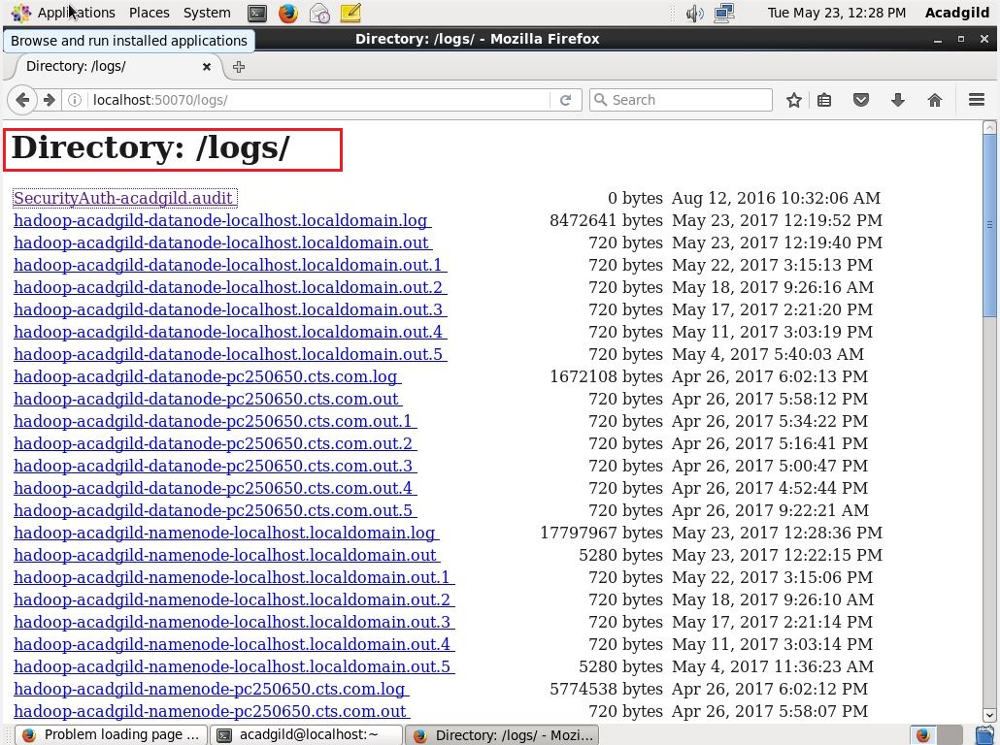 Applications Places System Tue May 23, 12:28 PM Acadgild
Browse and run installed applications Directory: /logs/ - Mozilla Firefox
Directory: /logs/
localhost:50070/logs/ Search
Directory: /logs/
SecurityAuth-acadgild.audit 0 bytes Aug 12, 2016 10:32:06 AM
hadoop-acadgild-datanode-localhost.localdomain.log 8472641 bytes May 23, 2017 12:19:52 PM
hadoop-acadgild-datanode-localhost.localdomain.out 720 bytes May 23, 2017 12:19:40 PM
hadoop-acadgild-datanode-localhost.localdomain.out.1 720 bytes May 22, 2017 3:15:13 PM
hadoop-acadgild-datanode-localhost.localdomain.out.2 720 bytes May 18, 2017 9:26:16 AM
hadoop-acadgild-datanode-localhost.localdomain.out.3 720 bytes May 17, 2017 2:21:20 PM
hadoop-acadgild-datanode-localhost.localdomain.out.4 720 bytes May 11, 2017 3:03:19 PM
hadoop-acadgild-datanode-localhost.localdomain.out.5 720 bytes May 4, 2017 5:40:03 AM
hadoop-acadgild-datanode-pc250650.cts.com.log 1672108 bytes Apr 26, 2017 6:02:13 PM
hadoop-acadgild-datanode-pc250650.cts.com.out 720 bytes Apr 26, 2017 5:58:12 PM
hadoop-acadgild-datanode-pc250650.cts.com.out.1 720 bytes Apr 26, 2017 5:34:22 PM
hadoop-acadgild-datanode-pc250650.cts.com.out.2 720 bytes Apr 26, 2017 5:16:41 PM
hadoop-acadgild-datanode-pc250650.cts.com.out.3 720 bytes Apr 26, 2017 5:00:47 PM
hadoop-acadgild-datanode-pc250650.cts.com.out.4 720 bytes Apr 26, 2017 4:52:44 PM
hadoop-acadgild-datanode-pc250650.cts.com.out.5 720 bytes Apr 26, 2017 9:22:21 AM
hadoop-acadgild-namenode-localhost.localdomain.log 17797967 bytes May 23, 2017 12:28:36 PM
hadoop-acadgild-namenode-localhost.localdomain.out 5280 bytes May 23, 2017 12:22:15 PM
hadoop-acadgild-namenode-localhost.localdomain.out.1 720 bytes May 22, 2017 3:15:06 PM
hadoop-acadgild-namenode-localhost.localdomain.out.2 720 bytes May 18, 2017 9:26:10 AM
hadoop-acadgild-namenode-localhost.localdomain.out.3 720 bytes May 17, 2017 2:21:14 PM
hadoop-acadgild-namenode-localhost.localdomain.out.4 720 bytes May 11, 2017 3:03:14 PM
hadoop-acadgild-namenode-localhost.localdomain.out.5 5280 bytes May 4, 2017 11:36:23 AM
hadoop-acadgild-namenode-pc250650.cts.com.log 5774538 bytes Apr 26, 2017 6:02:12 PM
hadoop-acadgild-namenode-pc250650.cts.com.out 720 bytes Apr 26, 2017 5:58:07 PM
Problem loading page ... acadgild@localhost:~ Directory: /logs/ - Mozi...